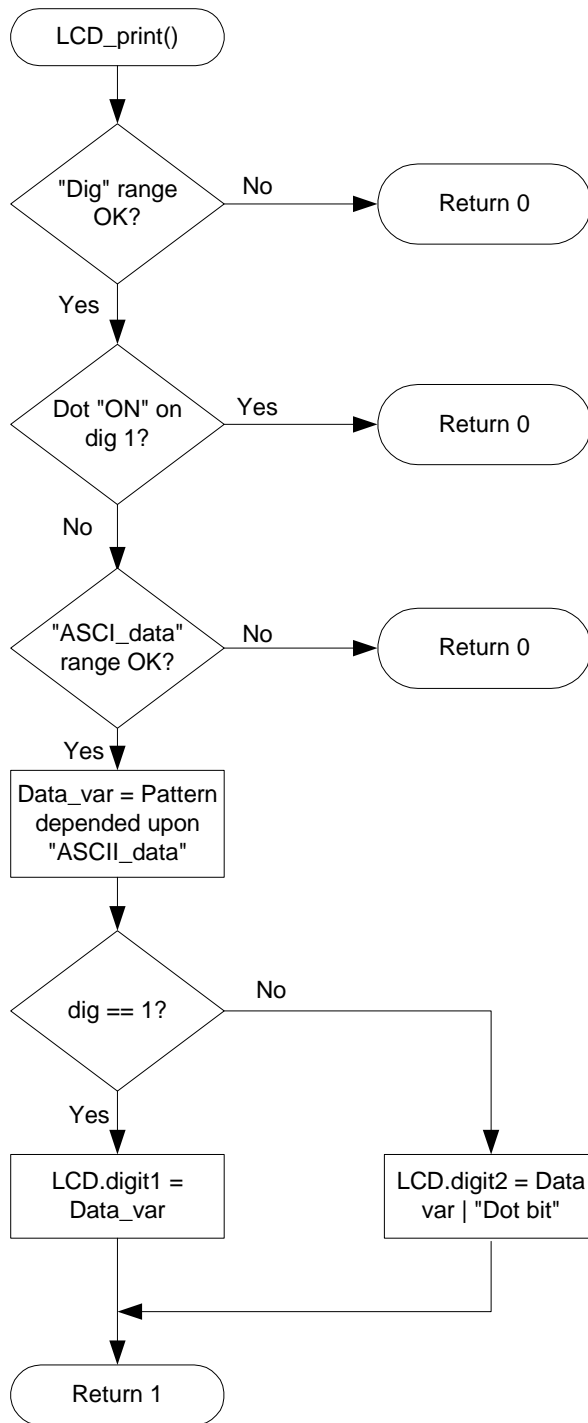 LCD_print()
"Dig" range
OK?
No
Return 0
Yes
Dot "ON" on
dig 1?
Yes
Return 0
No
"ASCI_data"
range OK?
No
Return 0
Yes
Data_var = Pattern
depended upon
"ASCII_data"
dig == 1?
No
Yes
LCD.digit1 =
Data_var
LCD.digit2 = Data
var | "Dot bit"
Return 1